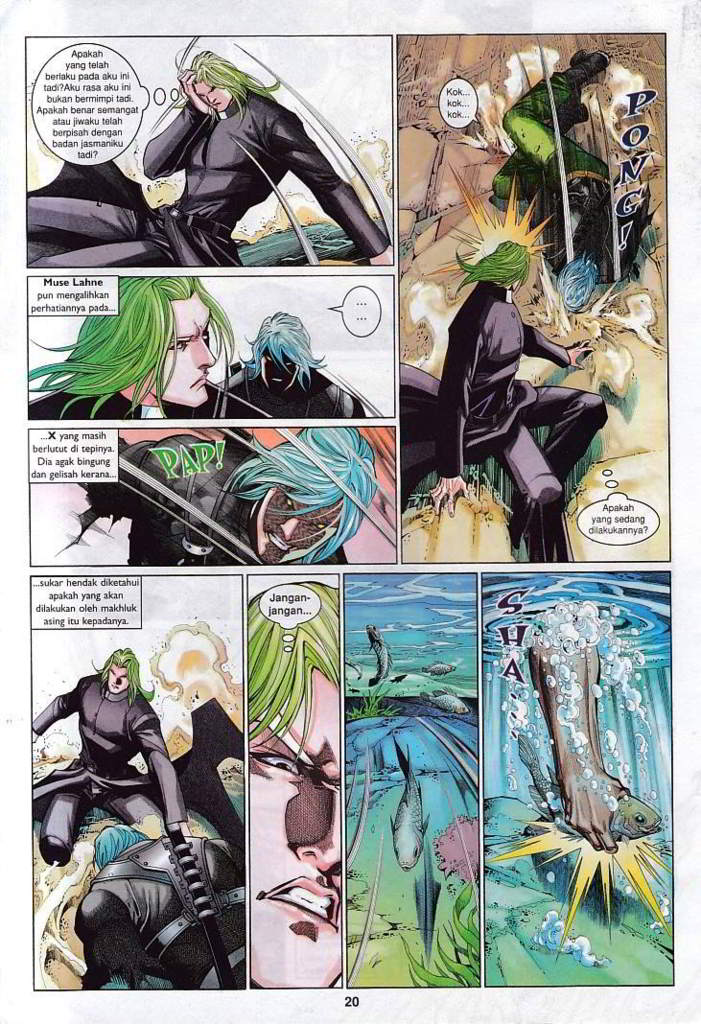 Apakah
yang telah
berlaku pada aku ini
tadi?Aku rasa aku ini
bukan bermimpi tadi.
Apakah benar semangat
atau jiwaku telah
berpisah dengan
badan jasmaniku
tadi?
Kok...
kok...
kok...
PONG!
Muse Lahne
pun mengalihkan
perhatiannya pada...
...
...
...X yang masih
berlutut di tepinya.
Dia agak bingung
dan gelisah kerana...
PAP!
Apakah
yang sedang
dilakukannya?
...sukar hendak diketahui
apakah yang akan
dilakukan oleh makhluk
asing itu kepadanya.
Jangan-
jangan...
SHA...
20